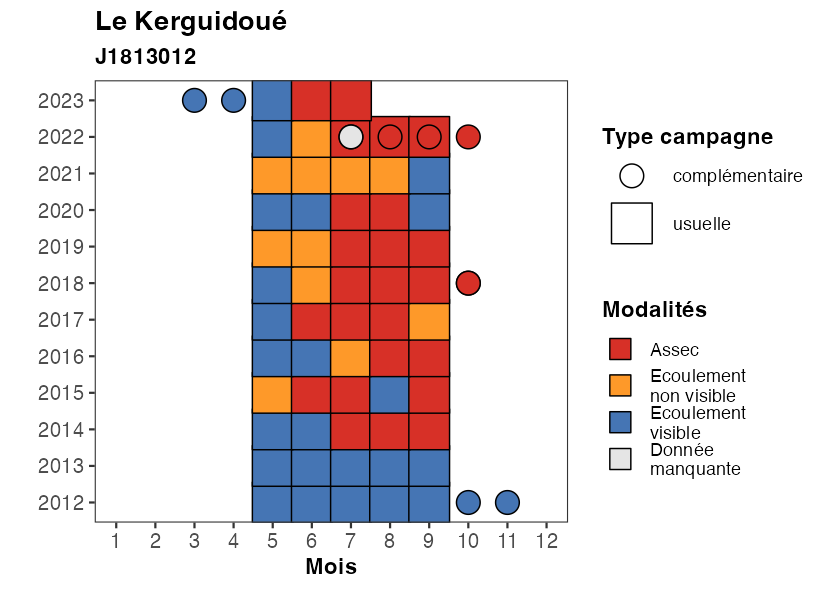 Le Kerguidoué
J1813012
2023
2022
2021
2020
2019
2018
2017
2016
2015
2014
2013
2012
1 2 3 4 5 6 7 8 9 10 11 12
Mois
Type campagne
complémentaire
usuelle
Modalités
Assec
Ecoulement
non visible
Ecoulement
visible
Donnée
manquante